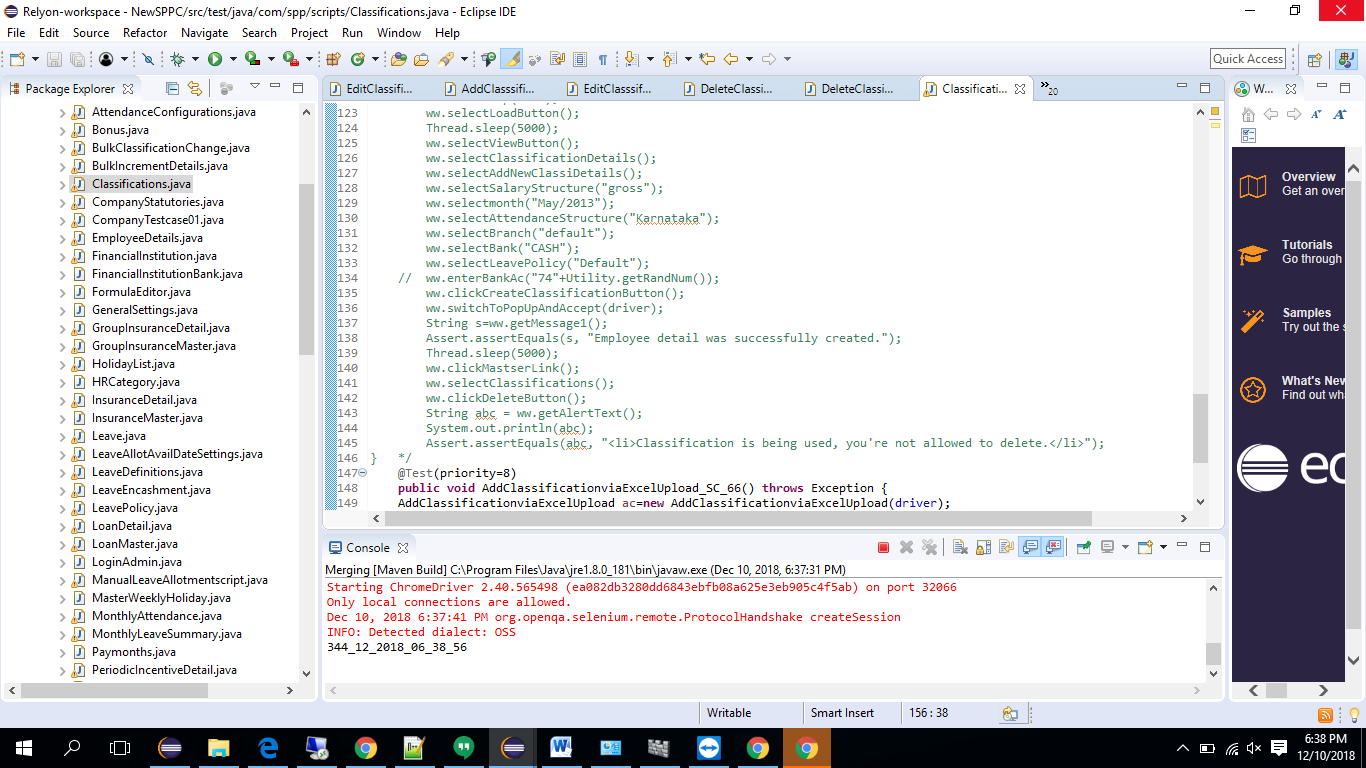 Relyon-workspace - NewSPPC/src/test/java/com/spp/scripts/Classifications.java - Eclipse IDE
File Edit Source Refactor Navigate Search Project Run Window Help
Quick Access
Package Explorer
AttendanceConfigurations.java
Bonus.java
BulkClassificationChange.java
BulkIncrementDetails.java
Classifications.java
CompanyStatutories.java
CompanyTestcase01.java
EmployeeDetails.java
FinancialInstitution.java
FinancialInstitutionBank.java
FormulaEditor.java
GeneralSettings.java
GroupInsuranceDetail.java
GroupInsuranceMaster.java
HolidayList.java
HRCategory.java
InsuranceDetail.java
InsuranceMaster.java
Leave.java
LeaveAllotAvailDateSettings.java
LeaveDefinitions.java
LeaveEncashment.java
LeavePolicy.java
LoanDetail.java
LoanMaster.java
LoginAdmin.java
ManualLeaveAllotmentscript.java
MasterWeeklyHoliday.java
MonthlyAttendance.java
MonthlyLeaveSummary.java
Paymonths.java
PeriodicIncentiveDetail.java
EditClassifi... AddClasssif... EditClasssif... DeleteClassi... DeleteClassi... Classificati... »20
123 ww.selectLoadButton();
124 Thread.sleep(5000);
125 ww.selectViewButton();
126 ww.selectClassificationDetails();
127 ww.selectAddNewClassiDetails();
128 ww.selectSalaryStructure("gross");
129 ww.selectmonth("May/2013");
130 ww.selectAttendanceStructure("Karnataka");
131 ww.selectBranch("default");
132 ww.selectBank("CASH");
133 ww.selectLeavePolicy("Default");
134 // ww.enterBankAc("74"+Utility.getRandNum());
135 ww.clickCreateClassificationButton();
136 ww.switchToPopUpAndAccept(driver);
137 String s=ww.getMessage1();
138 Assert.assertEquals(s, "Employee detail was successfully created.");
139 Thread.sleep(5000);
140 ww.clickMastserLink();
141 ww.selectClassifications();
142 ww.clickDeleteButton();
143 String abc = ww.getAlertText();
144 System.out.println(abc);
145 Assert.assertEquals(abc, "<li>Classification is being used, you're not allowed to delete.</li>");
146 } */
147 @Test(priority=8)
148 public void AddClassificationviaExcelUpload_SC_66() throws Exception {
149 AddClassificationviaExcelUpload ac=new AddClassificationviaExcelUpload(driver);
Console
Merging [Maven Build] C:\Program Files\Java\jre1.8.0_181\bin\javaw.exe (Dec 10, 2018, 6:37:31 PM)
Starting ChromeDriver 2.40.565498 (ea082db3280dd6843ebfb08a625e3eb905c4f5ab) on port 32066
Only local connections are allowed.
Dec 10, 2018 6:37:41 PM org.openqa.selenium.remote.ProtocolHandshake createSession
INFO: Detected dialect: OSS
344_12_2018_06_38_56
W...
Overview
Get an over
Tutorials
Go through
Samples
Try out the s
What's New
Find out wh
ec
Writable Smart Insert 156 : 38
6:38 PM
12/10/2018